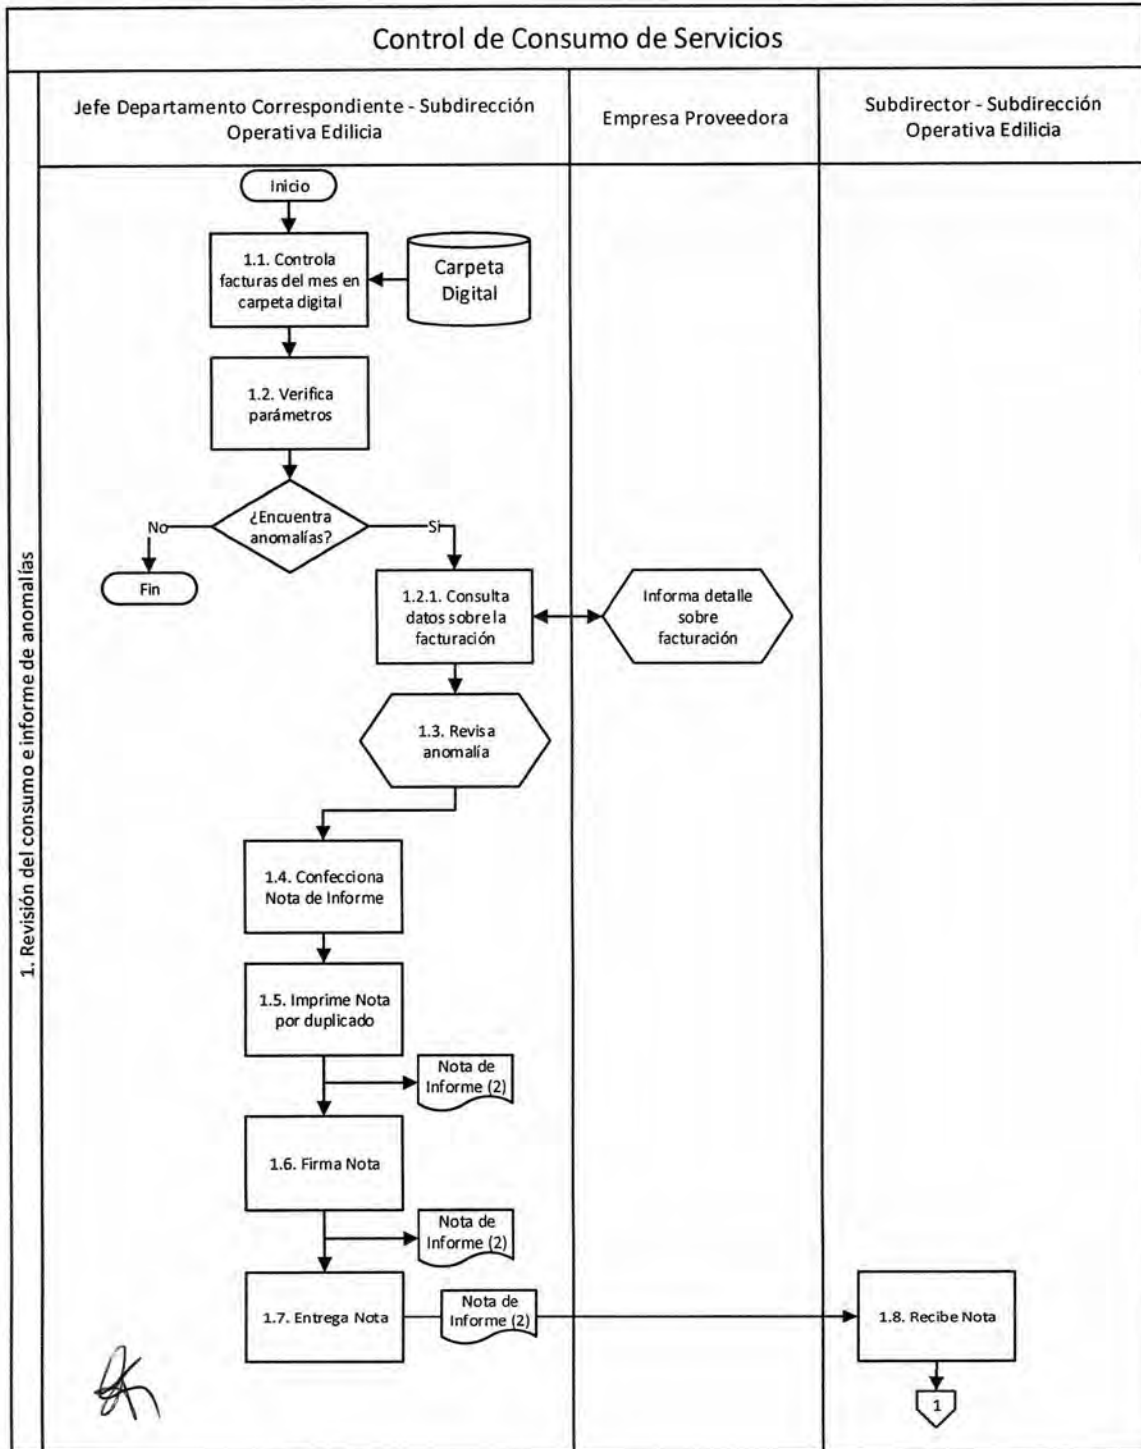 Control de Consumo de Servicios
Jefe Departamento Correspondiente - Subdirección
Operativa Edilicia
Empresa Proveedora
Subdirector - Subdirección
Operativa Edilicia
1. Revisión del consumo e informe de anomalías
Inicio
1.1. Controla
facturas del mes en
carpeta digital
Carpeta
Digital
1.2. Verifica
parámetros
¿Encuentra
anomalías?
No
Si
Fin
1.2.1. Consulta
datos sobre la
facturación
Informa detalle
sobre
facturación
1.3. Revisa
anomalía
1.4. Confecciona
Nota de Informe
1.5. Imprime Nota
por duplicado
Nota de
Informe (2)
1.6. Firma Nota
Nota de
Informe (2)
1.7. Entrega Nota
Nota de
Informe (2)
1.8. Recibe Nota
1